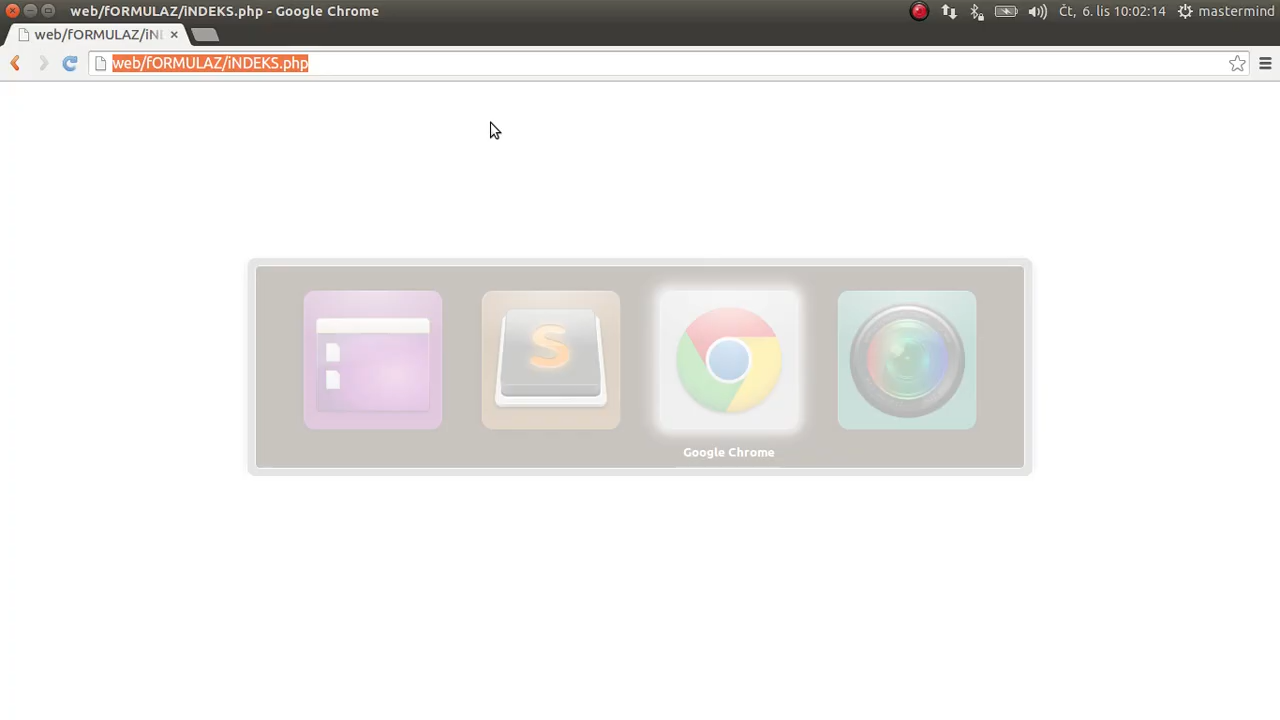 web/fORMULAZ/iNDEKS.php - Google Chrome
Čt, 6. lis 10:02:14 mastermind
web/fORMULAZ/iN
web/fORMULAZ/iNDEKS.php
S
Google Chrome